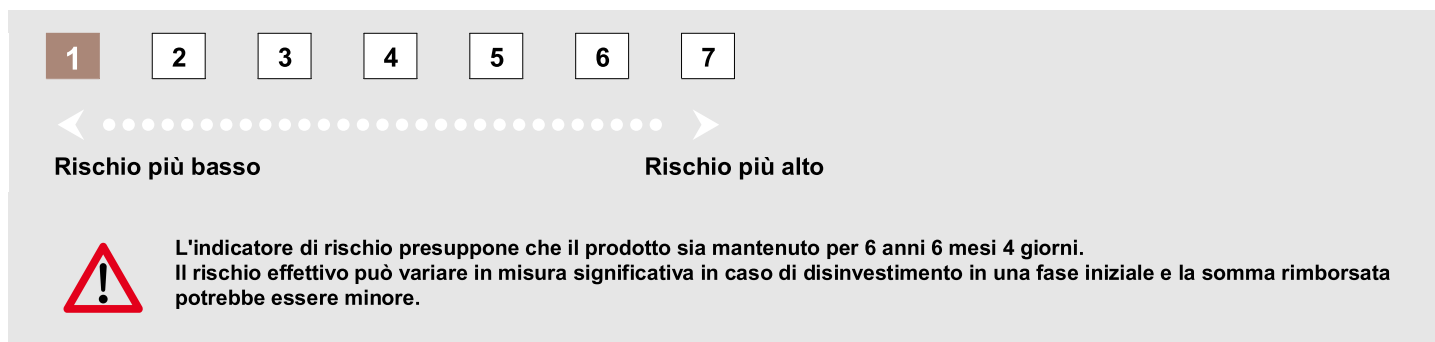 1 2 3 4 5 6 7
Rischio più basso Rischio più alto
L'indicatore di rischio presuppone che il prodotto sia mantenuto per 6 anni 6 mesi 4 giorni.
Il rischio effettivo può variare in misura significativa in caso di disinvestimento in una fase iniziale e la somma rimborsata
potrebbe essere minore.